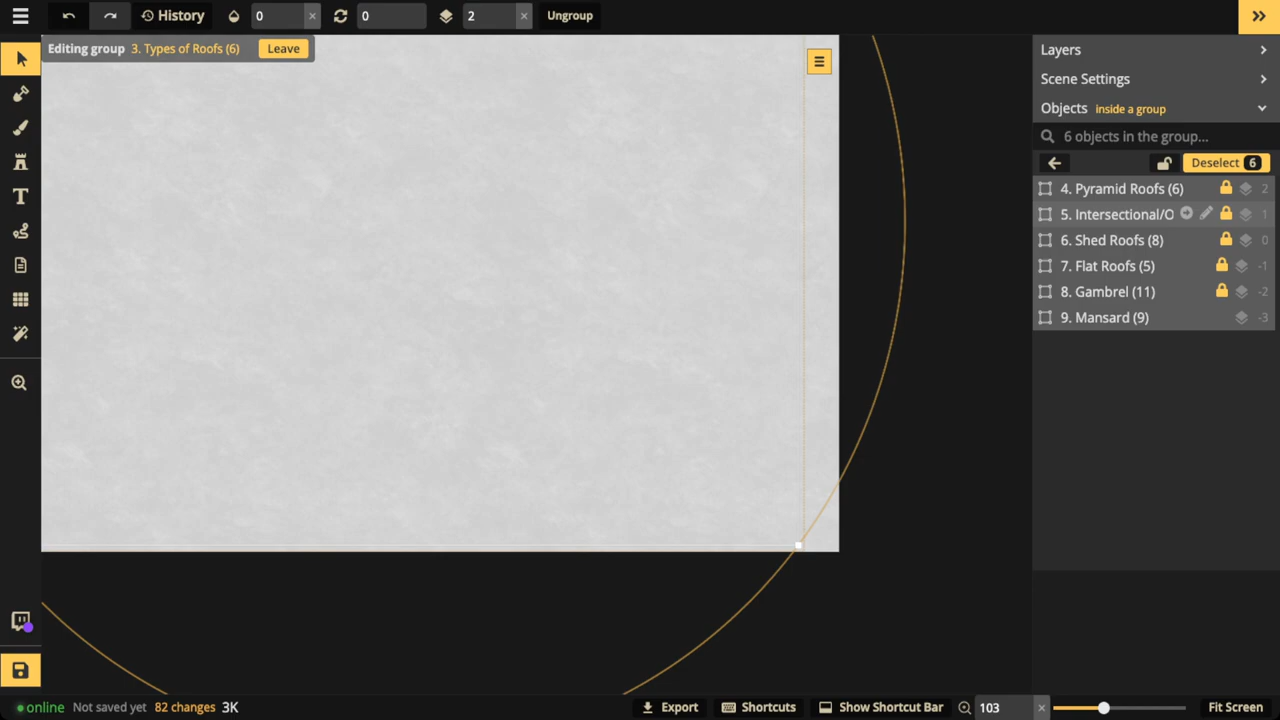 History 0 × 0 2 × Ungroup
Editing group 3. Types of Roofs (6) Leave
Layers
Scene Settings
Objects inside a group
6 objects in the group...
Deselect 6
4. Pyramid Roofs (6) 2
5. Intersectional/O 1
6. Shed Roofs (8) 0
7. Flat Roofs (5) -1
8. Gambrel (11) -2
9. Mansard (9) -3
online Not saved yet 82 changes 3K Export Shortcuts Show Shortcut Bar 103 × Fit Screen